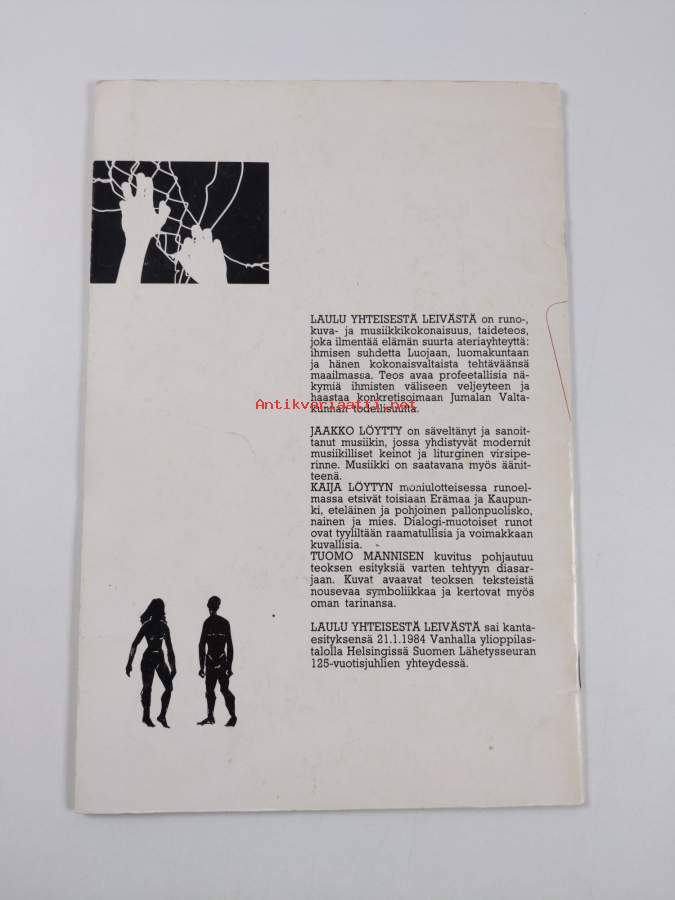 LAULU YHTEISESTÄ LEIVÄSTÄ on runo-,
kuva- ja musiikkikokonaisuus, taideteos,
joka ilmentää elämän suurta ateriayhteyttä:
ihmisen suhdetta Luojaan, luomakuntaan
ja hänen kokonaisvaltaista tehtäväänsä
maailmassa. Teos avaa profeetallisia nä-
kymiä ihmisten väliseen veljeyteen ja
haastaa konkretisoimaan Jumalan Valta-
Antikvariaatti.net
kunnan todellisuutta.
JAAKKO LÖYTTY on säveltänyt ja sanoit-
tanut musiikin, jossa yhdistyvät modernit
musiikilliset keinot ja liturginen virsipe-
rinne. Musiikki on saatavana myös äänit-
teenä.
KAIJA LÖYTYN moniulotteisessa runoel-
massa etsivät toisiaan Erämaa ja Kaupun-
ki, eteläinen ja pohjoinen pallonpuolisko,
nainen ja mies. Dialogi-muotoiset runot
ovat tyyliltään raamatullisia ja voimakkaan
kuvallisia.
TUOMO MANNISEN kuvitus pohjautuu
teoksen esityksiä varten tehtyyn diasar-
jaan. Kuvat avaavat teoksen teksteistä
nousevaa symboliikkaa ja kertovat myös
oman tarinansa.
LAULU YHTEISESTÄ LEIVÄSTÄ sai kanta-
esityksensä 21.1.1984 Vanhalla ylioppilas-
talolla Helsingissä Suomen Lähetysseuran
125-vuotisjuhlien yhteydessä.